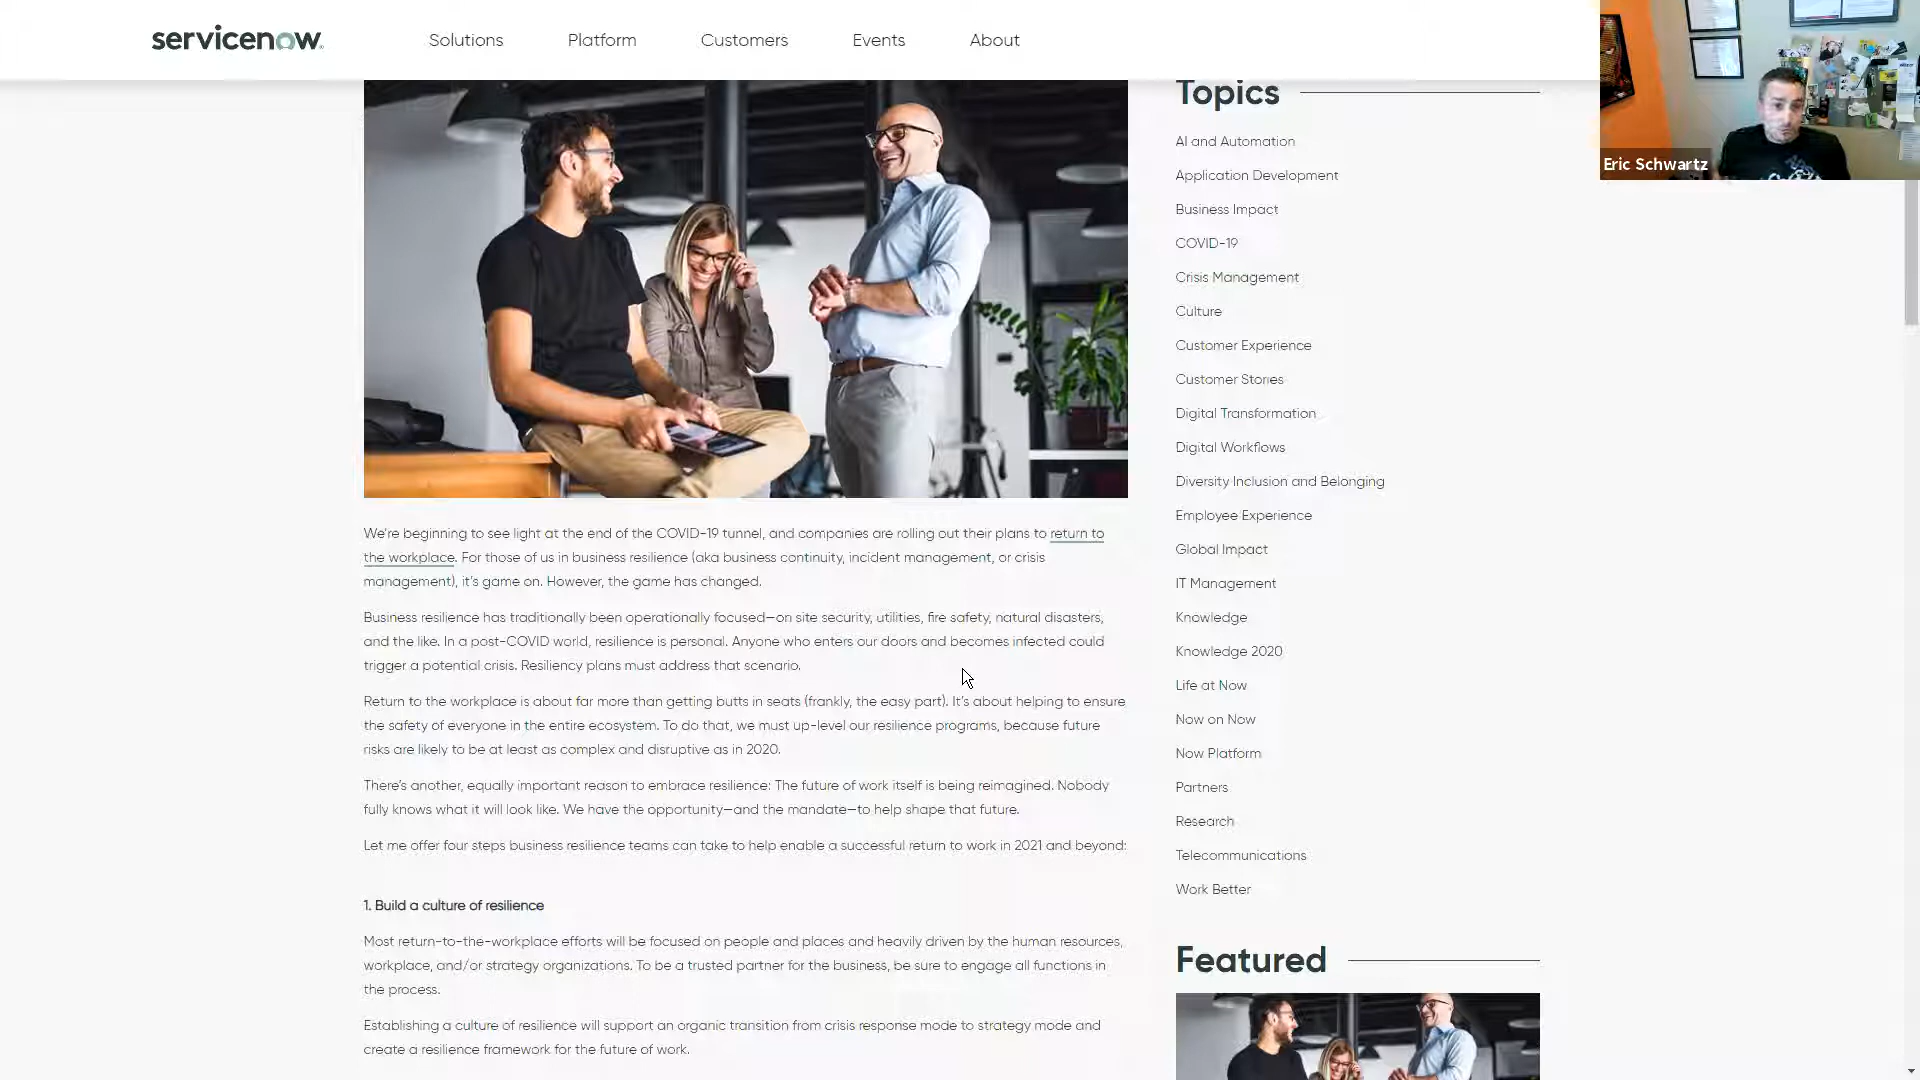 servicenow
Solutions
Platform
Customers
Events
About
Eric Schwartz
We're beginning to see light at the end of the COVID-19 tunnel, and companies are rolling out their plans to return to
the workplace. For those of us in business resilience (aka business continuity, incident management, or crisis
management), it's game on. However, the game has changed.
Business resilience has traditionally been operationally focused—on site security, utilities, fire safety, natural disasters,
and the like. In a post-COVID world, resilience is personal. Anyone who enters our doors and becomes infected could
trigger a potential crisis. Resiliency plans must address that scenario.
Return to the workplace is about far more than getting butts in seats (frankly, the easy part). It's about helping to ensure
the safety of everyone in the entire ecosystem. To do that, we must up-level our resilience programs, because future
risks are likely to be at least as complex and disruptive as in 2020.
There's another, equally important reason to embrace resilience: The future of work itself is being reimagined. Nobody
fully knows what it will look like. We have the opportunity—and the mandate—to help shape that future.
Let me offer four steps business resilience teams can take to help enable a successful return to work in 2021 and beyond:
1. Build a culture of resilience
Most return-to-the-workplace efforts will be focused on people and places and heavily driven by the human resources,
workplace, and/or strategy organizations. To be a trusted partner for the business, be sure to engage all functions in
the process.
Establishing a culture of resilience will support an organic transition from crisis response mode to strategy mode and
create a resilience framework for the future of work.
Topics
AI and Automation
Application Development
Business Impact
COVID-19
Crisis Management
Culture
Customer Experience
Customer Stories
Digital Transformation
Digital Workflows
Diversity Inclusion and Belonging
Employee Experience
Global Impact
IT Management
Knowledge
Knowledge 2020
Life at Now
Now on Now
Now Platform
Partners
Research
Telecommunications
Work Better
Featured